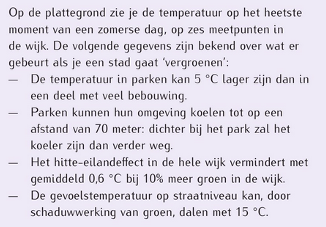 Op de plattegrond zie je de temperatuur op het heetste
moment van een zomerse dag, op zes meetpunten in
de wijk. De volgende gegevens zijn bekend over wat er
gebeurt als je een stad gaat ‘vergroenen’:
— De temperatuur in parken kan 5 °C lager zijn dan in
een deel met veel bebouwing.
— Parken kunnen hun omgeving koelen tot op een
afstand van 70 meter: dichter bij het park zal het
koeler zijn dan verder weg.
— Het hitte-eilandeffect in de hele wijk vermindert met
gemiddeld 0,6 °C bij 10% meer groen in de wijk.
— De gevoelstemperatuur op straatniveau kan, door
schaduwwerking van groen, dalen met 15 °C.